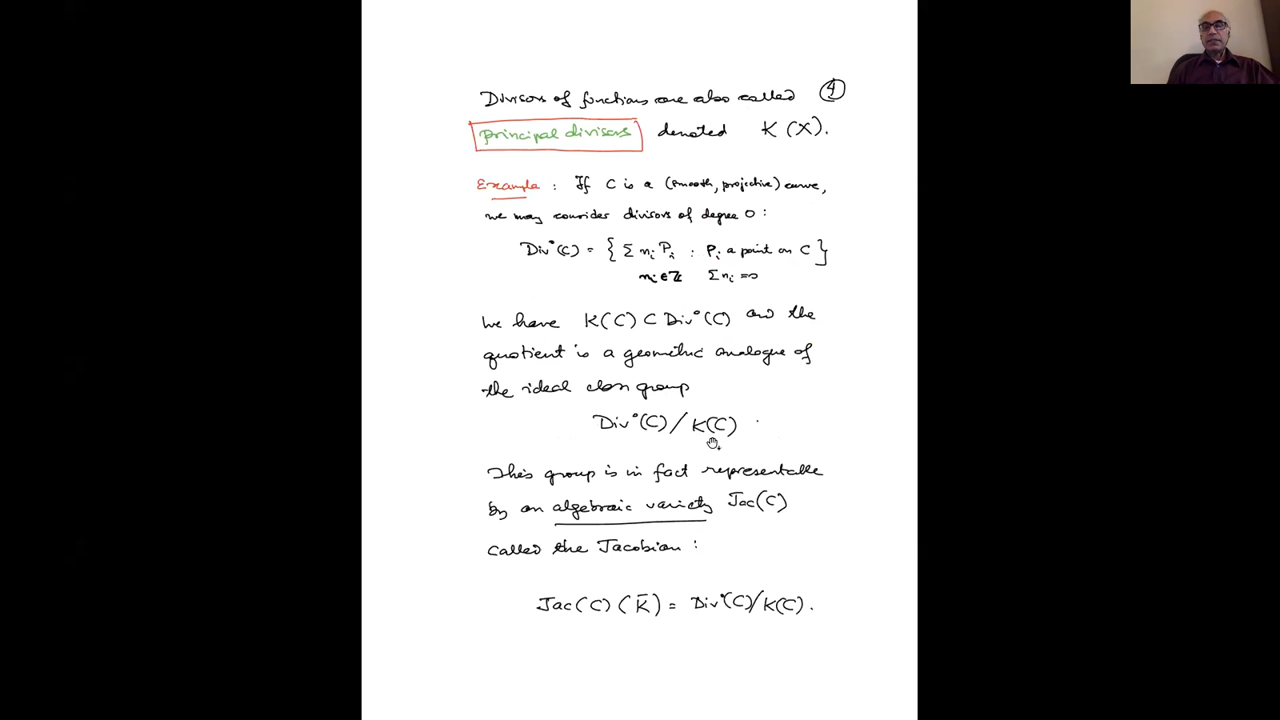 Divisors of functions are also called
4
principal divisors denoted K(X).
Example : If C is a (smooth, projective) curve,
we may consider divisors of degree 0 :
Div°(C) = { Σ nᵢ Pᵢ : Pᵢ a point on C }
nᵢ ∈ ℤ Σ nᵢ = 0
We have K(C) ⊂ Div°(C) and the
quotient is a geometric analogue of
the ideal class group
Div°(C) / K(C) .
This group is in fact representable
by an algebraic variety Jac(C)
called the Jacobian :
Jac(C)(K̄) = Div°(C)/K(C).